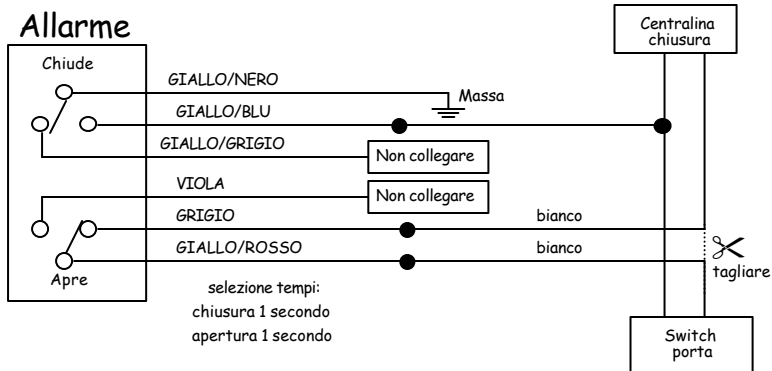 Allarme
Centralina
chiusura
Chiude
GIALLO/NERO
Massa
GIALLO/BLU
GIALLO/GRIGIO
Non collegare
VIOLA
Non collegare
GRIGIO
bianco
GIALLO/ROSSO
bianco
tagliare
Apre
selezione tempi:
chiusura 1 secondo
apertura 1 secondo
Switch
porta